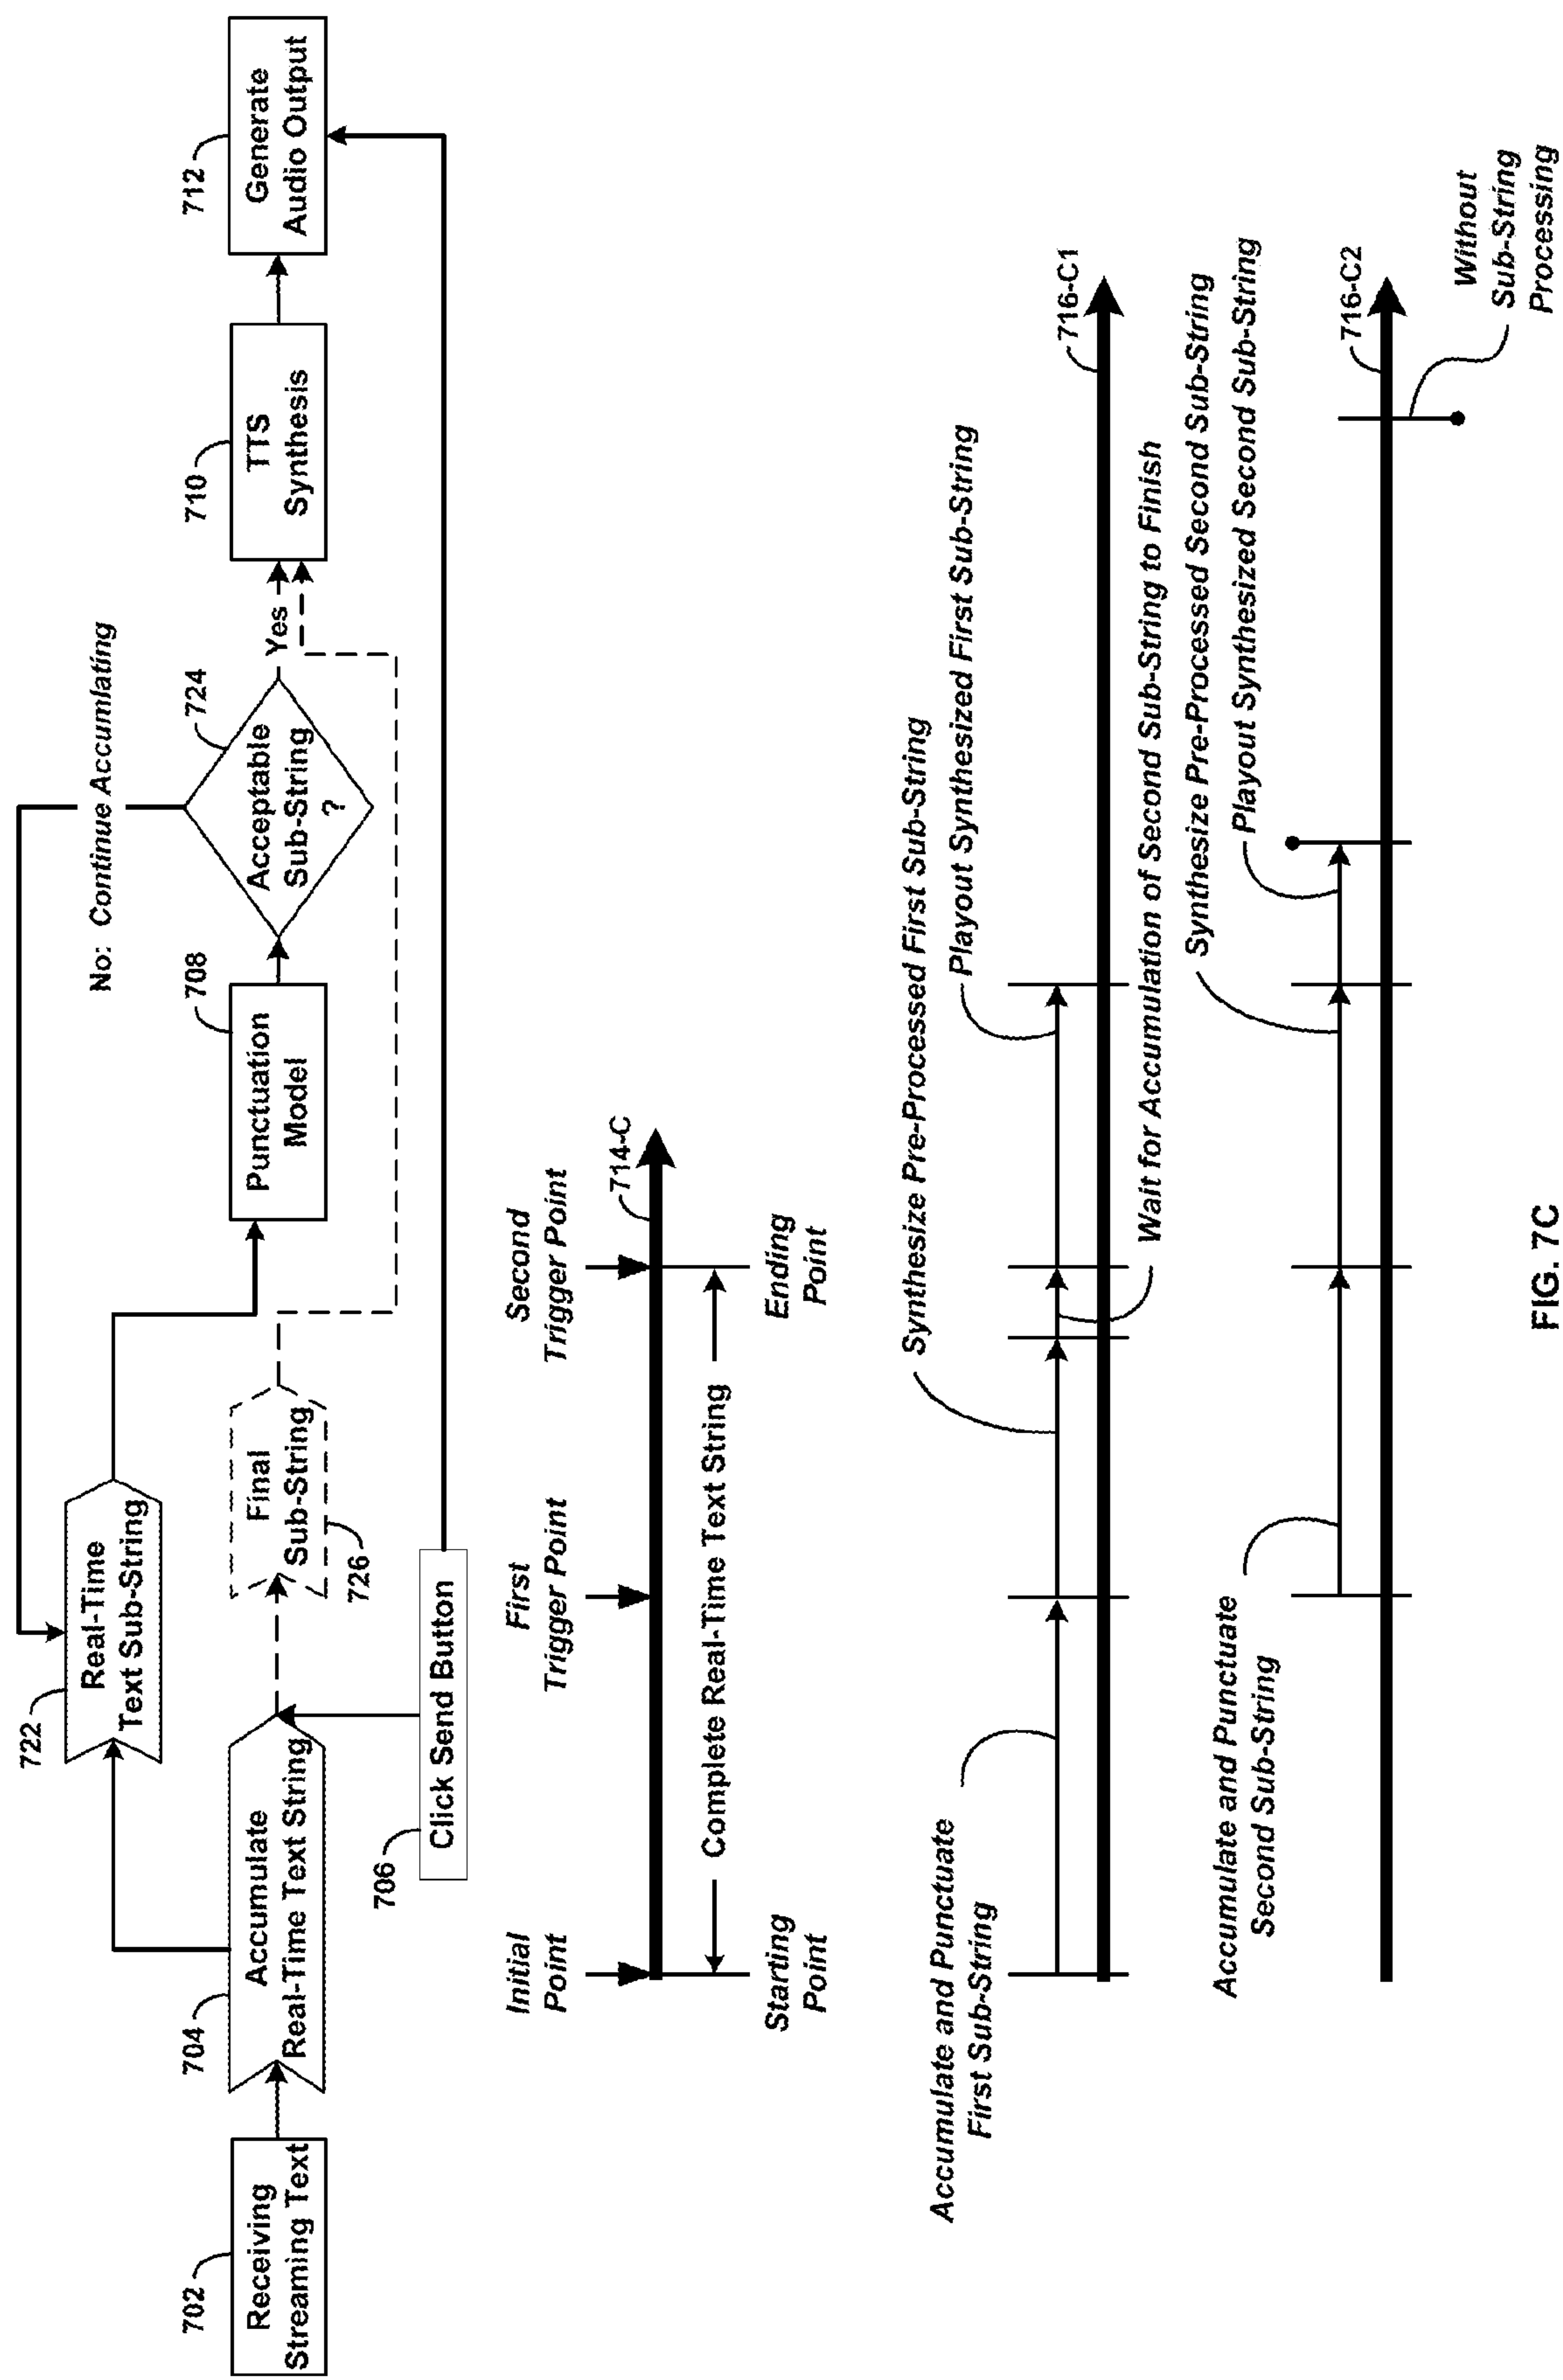 702
Receiving
Streaming Text
704
Accumulate
Real-Time Text String
722
Real-Time
Text Sub-String
706
Click Send Button
Final
Sub-String
726
708
Punctuation
Model
No: Continue Accumlating
724
Acceptable
Sub-String
?
Yes
710
TTS
Synthesis
712
Generate
Audio Output
Initial
Point
First
Trigger Point
Second
Trigger Point
714-C
Complete Real-Time Text String
Starting
Point
Ending
Point
Accumulate and Punctuate
First Sub-String
Synthesize Pre-Processed First Sub-String
Playout Synthesized First Sub-String
716-C1
Wait for Accumulation of Second Sub-String to Finish
Synthesize Pre-Processed Second Sub-String
Playout Synthesized Second Sub-String
Accumulate and Punctuate
Second Sub-String
716-C2
Without
Sub-String
Processing
FIG. 7C